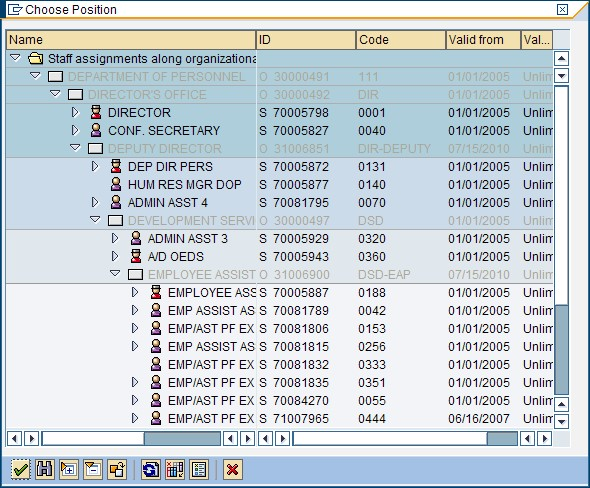 Choose Position
Name ID Code Valid from Val...
Staff assignments along organizationa
DEPARTMENT OF PERSONNEL O 30000491 111 01/01/2005 Unlim
DIRECTOR'S OFFICE O 30000492 DIR 01/01/2005 Unlim
DIRECTOR S 70005798 0001 01/01/2005 Unlim
CONF. SECRETARY S 70005827 0040 01/01/2005 Unlim
DEPUTY DIRECTOR O 31006851 DIR-DEPUTY 07/15/2010 Unlim
DEP DIR PERS S 70005872 0131 01/01/2005 Unlim
HUM RES MGR DOP S 70005877 0140 01/01/2005 Unlim
ADMIN ASST 4 S 70081795 0070 01/01/2005 Unlim
DEVELOPMENT SERVI O 30000497 DSD 01/01/2005 Unlim
ADMIN ASST 3 S 70005929 0320 01/01/2005 Unlim
A/D OEDS S 70005943 0360 01/01/2005 Unlim
EMPLOYEE ASSIST O 31006900 DSD-EAP 07/15/2010 Unlim
EMPLOYEE ASS S 70005887 0188 01/01/2005 Unlim
EMP ASSIST AS S 70081789 0042 01/01/2005 Unlim
EMP/AST PF EX S 70081806 0153 01/01/2005 Unlim
EMP ASSIST AS S 70081815 0256 01/01/2005 Unlim
EMP/AST PF EX S 70081832 0333 01/01/2005 Unlim
EMP/AST PF EX S 70081835 0351 01/01/2005 Unlim
EMP/AST PF EX S 70084270 0055 01/01/2005 Unlim
EMP/AST PF EX S 71007965 0444 06/16/2007 Unlim